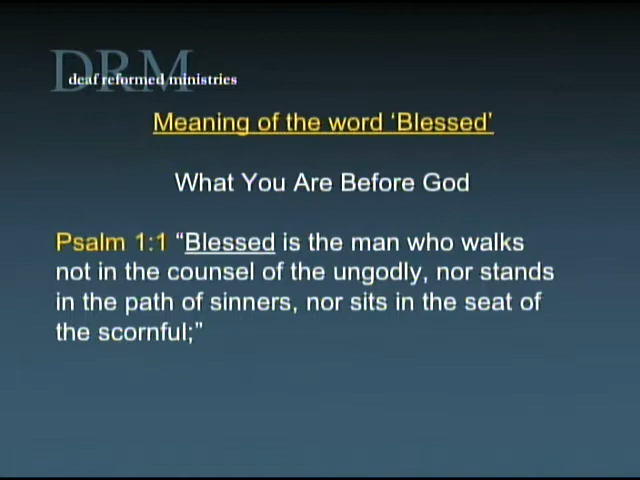 DRM
deaf reformed ministries
Meaning of the word ‘Blessed’
What You Are Before God
Psalm 1:1 “Blessed is the man who walks
not in the counsel of the ungodly, nor stands
in the path of sinners, nor sits in the seat of
the scornful;”